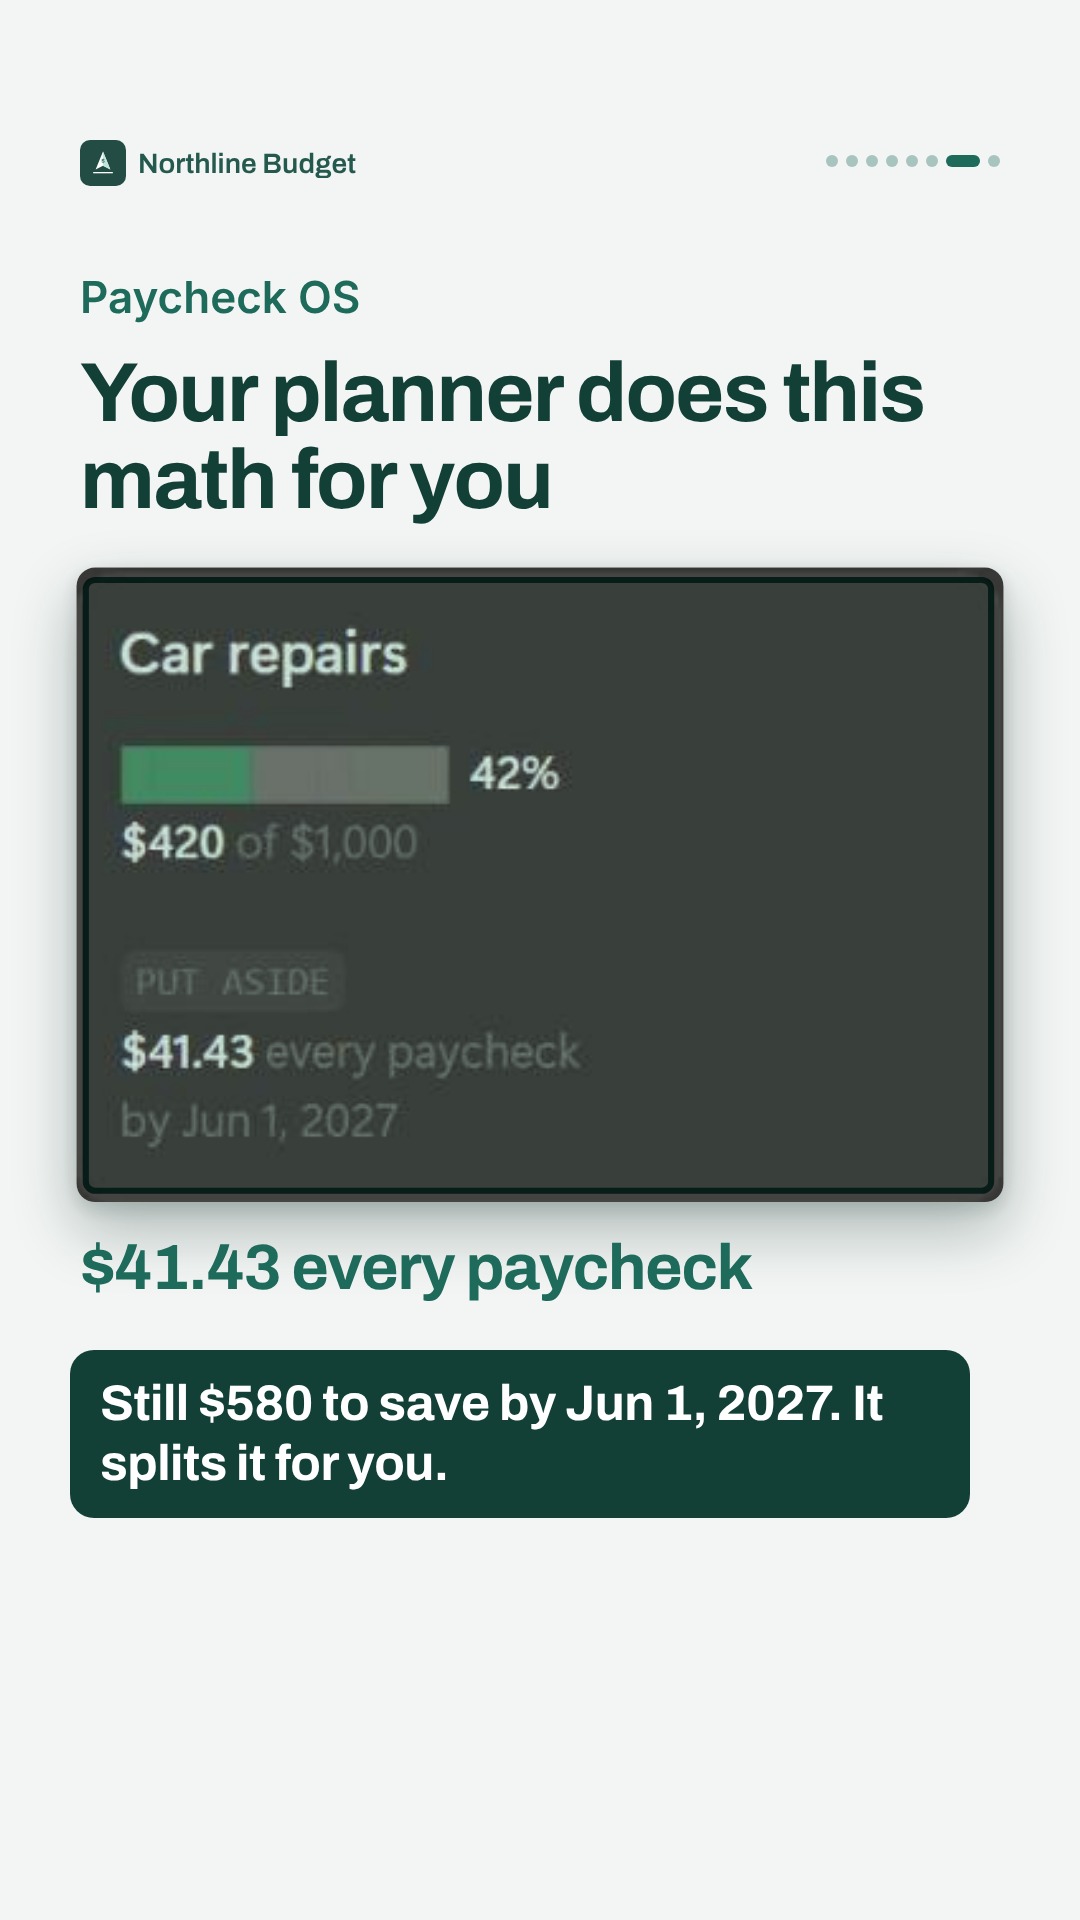 Northline Budget
Paycheck OS
Your planner does this
math for you
Car repairs
42%
$420 of $1,000
PUT ASIDE
$41.43 every paycheck
by Jun 1, 2027
$41.43 every paycheck
Still $580 to save by Jun 1, 2027. It
splits it for you.